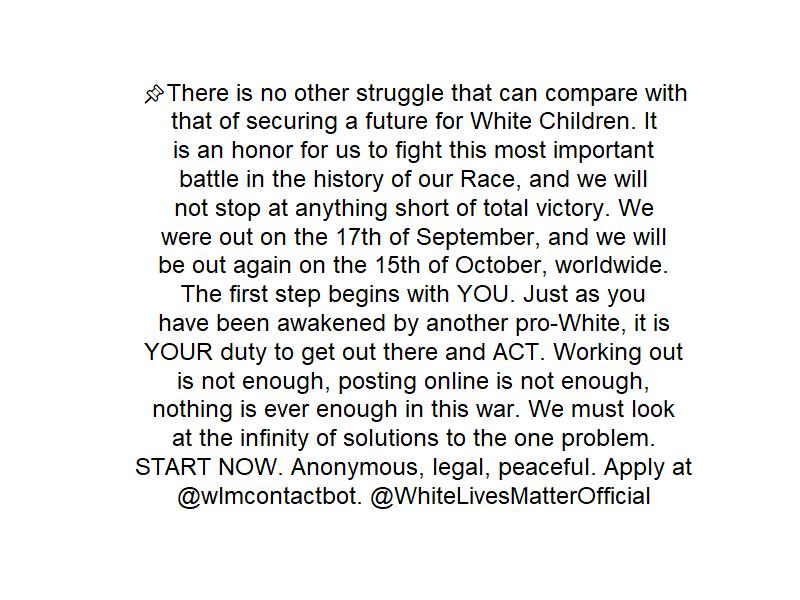 📌There is no other struggle that can compare with
that of securing a future for White Children. It
is an honor for us to fight this most important
battle in the history of our Race, and we will
not stop at anything short of total victory. We
were out on the 17th of September, and we will
be out again on the 15th of October, worldwide.
The first step begins with YOU. Just as you
have been awakened by another pro-White, it is
YOUR duty to get out there and ACT. Working out
is not enough, posting online is not enough,
nothing is ever enough in this war. We must look
at the infinity of solutions to the one problem.
START NOW. Anonymous, legal, peaceful. Apply at
@wlmcontactbot. @WhiteLivesMatterOfficial